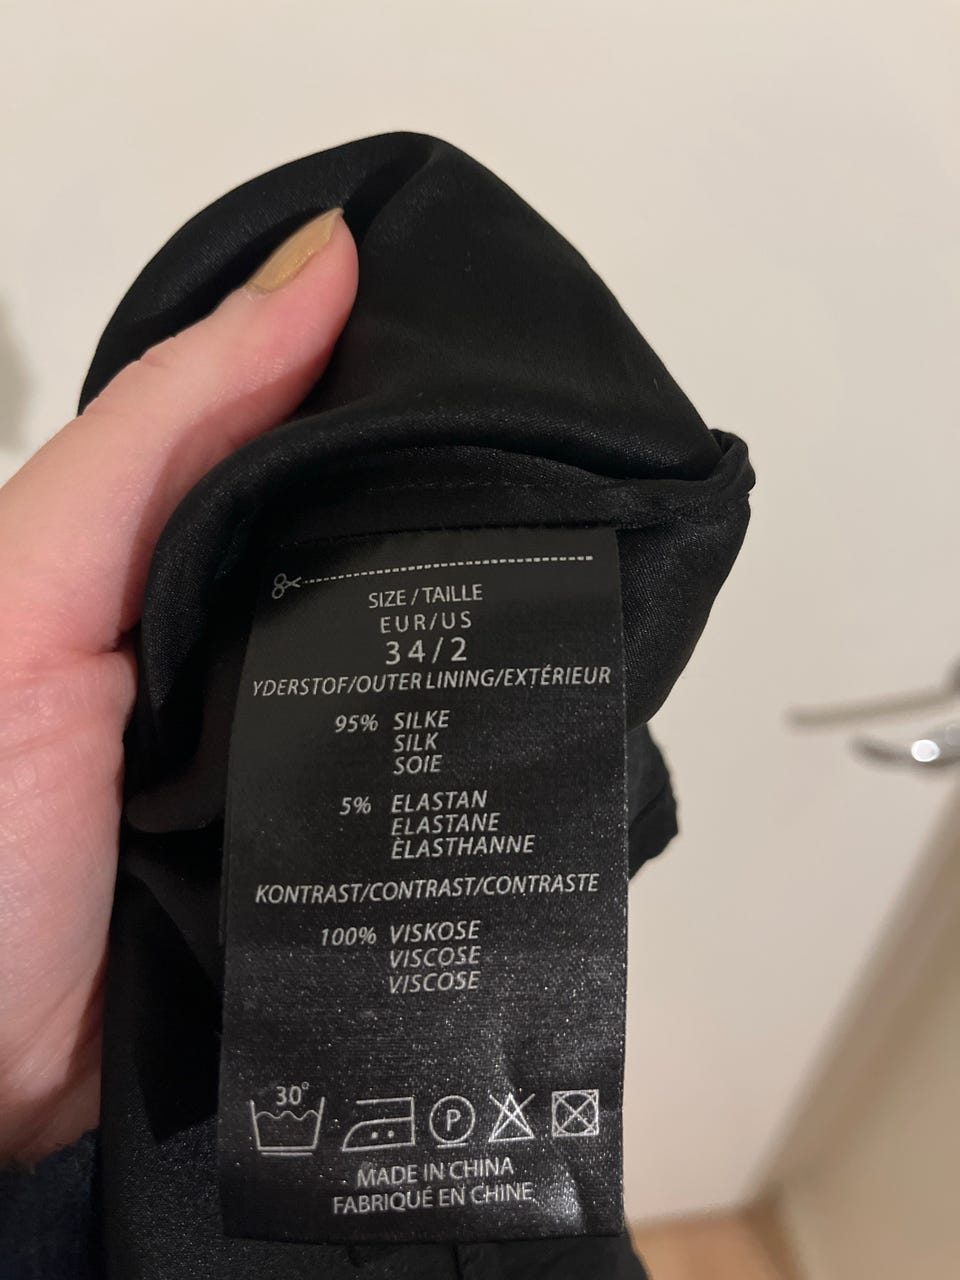 SIZE / TAILLE
EUR/US
34/2
YDERSTOF/OUTER LINING/EXTÉRIEUR
95% SILKE
SILK
SOIE
5% ELASTAN
ELASTANE
ÈLASTHANNE
KONTRAST/CONTRAST/CONTRASTE
100% VISKOSE
VISCOSE
VISCOSE
30°
P
MADE IN CHINA
FABRIQUÉ EN CHINE